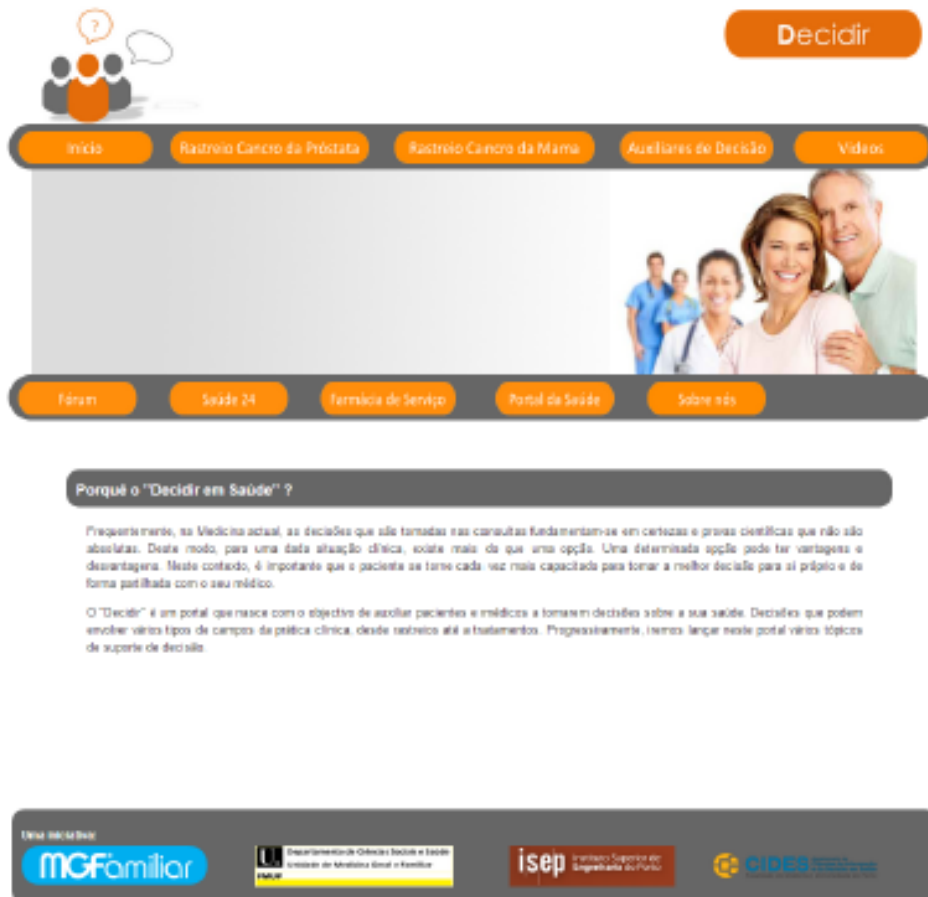 ?
Decidir
Início
Rastreio Cancro da Próstata
Rastreio Cancro da Mama
Auxiliares de Decisão
Videos
Fórum
Saúde 24
Farmácia de Serviço
Portal da Saúde
Sobre nós
Porquê o "Decidir em Saúde" ?
Frequentemente, na Medicina actual, as decisões que são tomadas nas consultas fundamentam-se em certezas e provas científicas que não são
absolutas. Deste modo, para uma dada situação clínica, existe mais do que uma opção. Uma determinada opção pode ter vantagens e
desvantagens. Neste contexto, é importante que o paciente se torne cada vez mais capacitado para tomar a melhor decisão para si próprio e de
forma partilhada com o seu médico.
O "Decidir" é um portal que nasce com o objectivo de auxiliar pacientes e médicos a tomarem decisões sobre a sua saúde. Decisões que podem
envolver vários tipos de campos da prática clínica, desde rastreios até a tratamentos. Progressivamente, iremos lançar neste portal vários tópicos
de suporte de decisão.
Uma iniciativa:
MGFamiliar
Departamento de Ciências Sociais e Saúde
Unidade de Medicina Geral e Familiar
FMUP
isep Instituto Superior de
Engenharia do Porto
CIDES